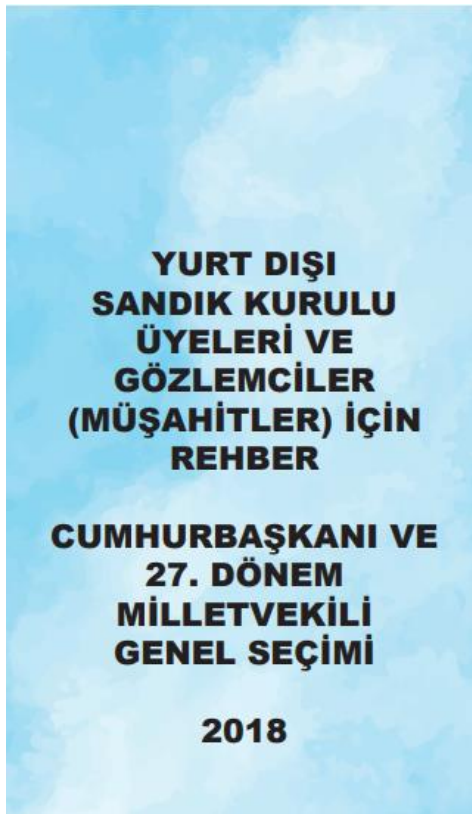 YURT DIŞI
SANDIK KURULU
ÜYELERİ VE
GÖZLEMCİLER
(MÜŞAHİTLER) İÇİN
REHBER
CUMHURBAŞKANI VE
27. DÖNEM
MİLLETVEKİLİ
GENEL SEÇİMİ
2018